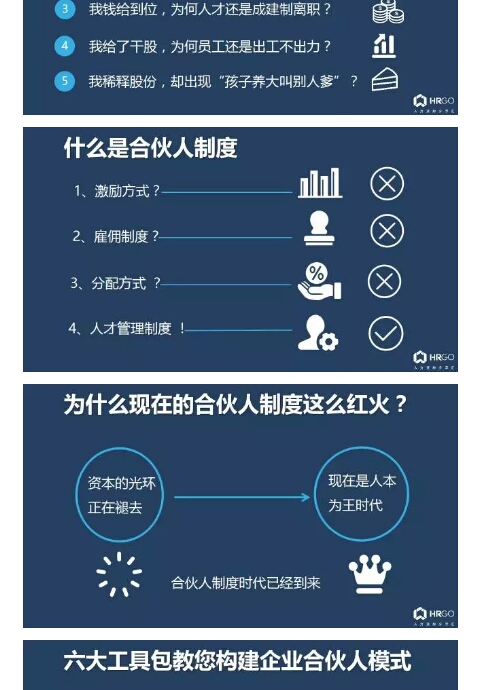 3 我钱给到位，为何人才还是成建制离职？
4 我给了干股，为何员工还是出工不出力？
5 我稀释股份，却出现“孩子养大叫别人爹”？
HRGO
什么是合伙人制度
1、激励方式？
2、雇佣制度？
3、分配方式 ？
%
4、人才管理制度 ！
HRGO
为什么现在的合伙人制度这么红火？
资本的光环
正在褪去
现在是人本
为王时代
合伙人制度时代已经到来
HRGO
六大工具包教您构建企业合伙人模式